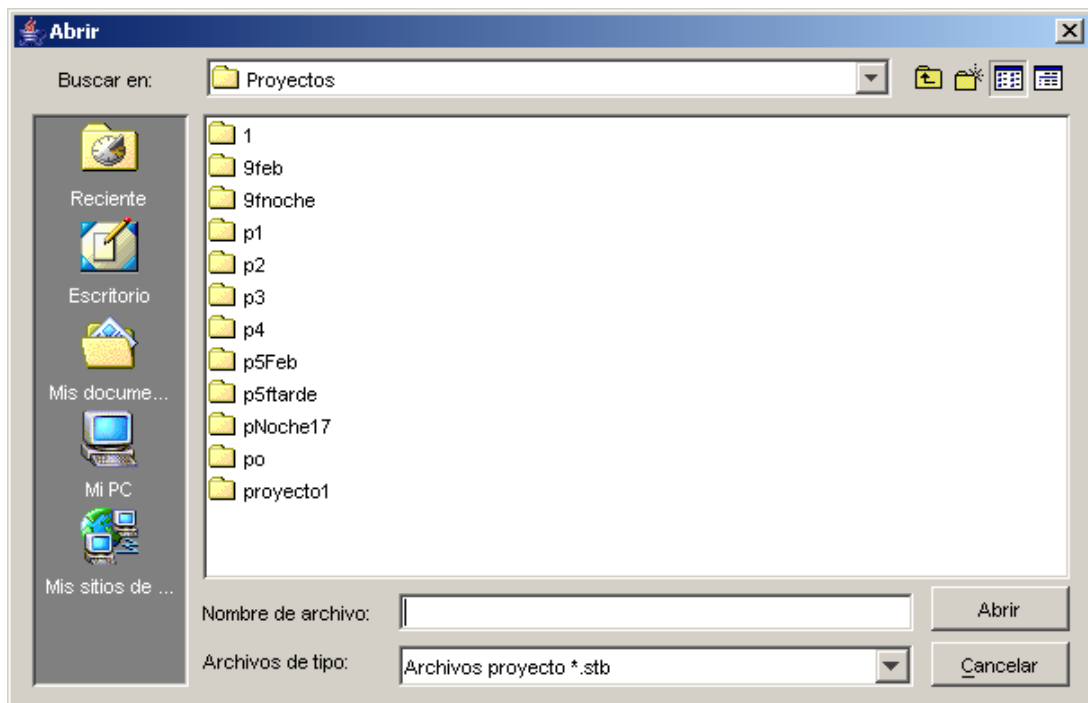 Abrir
Buscar en:
Proyectos
Reciente
Escritorio
Mis docume...
Mi PC
Mis sitios de ...
1
9feb
9fnoche
p1
p2
p3
p4
p5Feb
p5ftarde
pNoche17
po
proyecto1
Nombre de archivo:
Abrir
Archivos de tipo:
Archivos proyecto *.stb
Cancelar